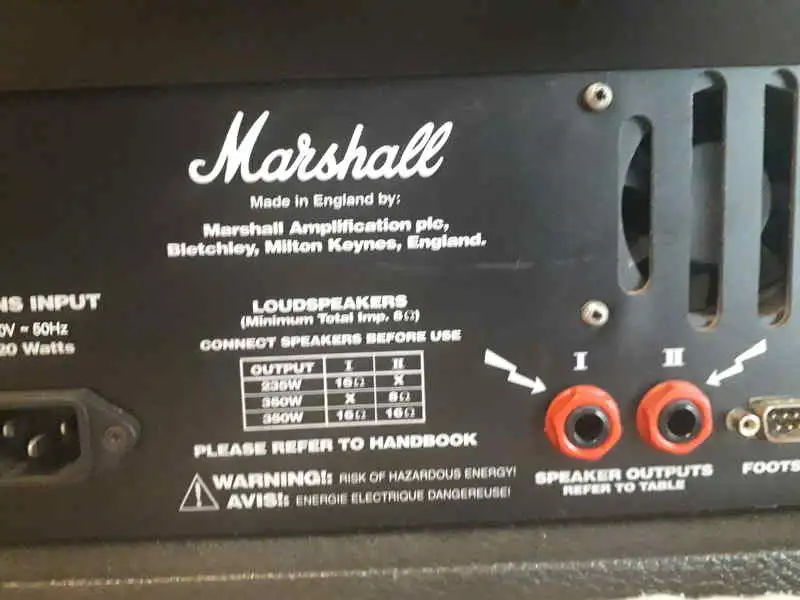 Marshall
Made in England by:
Marshall Amplification plc,
Bletchley, Milton Keynes, England.
NS INPUT
0V ~ 50Hz
20 Watts
LOUDSPEAKERS
(Minimum Total Imp. 8Ω)
CONNECT SPEAKERS BEFORE USE
OUTPUT I II
235W 16Ω X
350W X 8Ω
350W 16Ω 16Ω
PLEASE REFER TO HANDBOOK
WARNING!: RISK OF HAZARDOUS ENERGY!
AVIS!: ENERGIE ELECTRIQUE DANGEREUSE!
I II
SPEAKER OUTPUTS
REFER TO TABLE
FOOTS